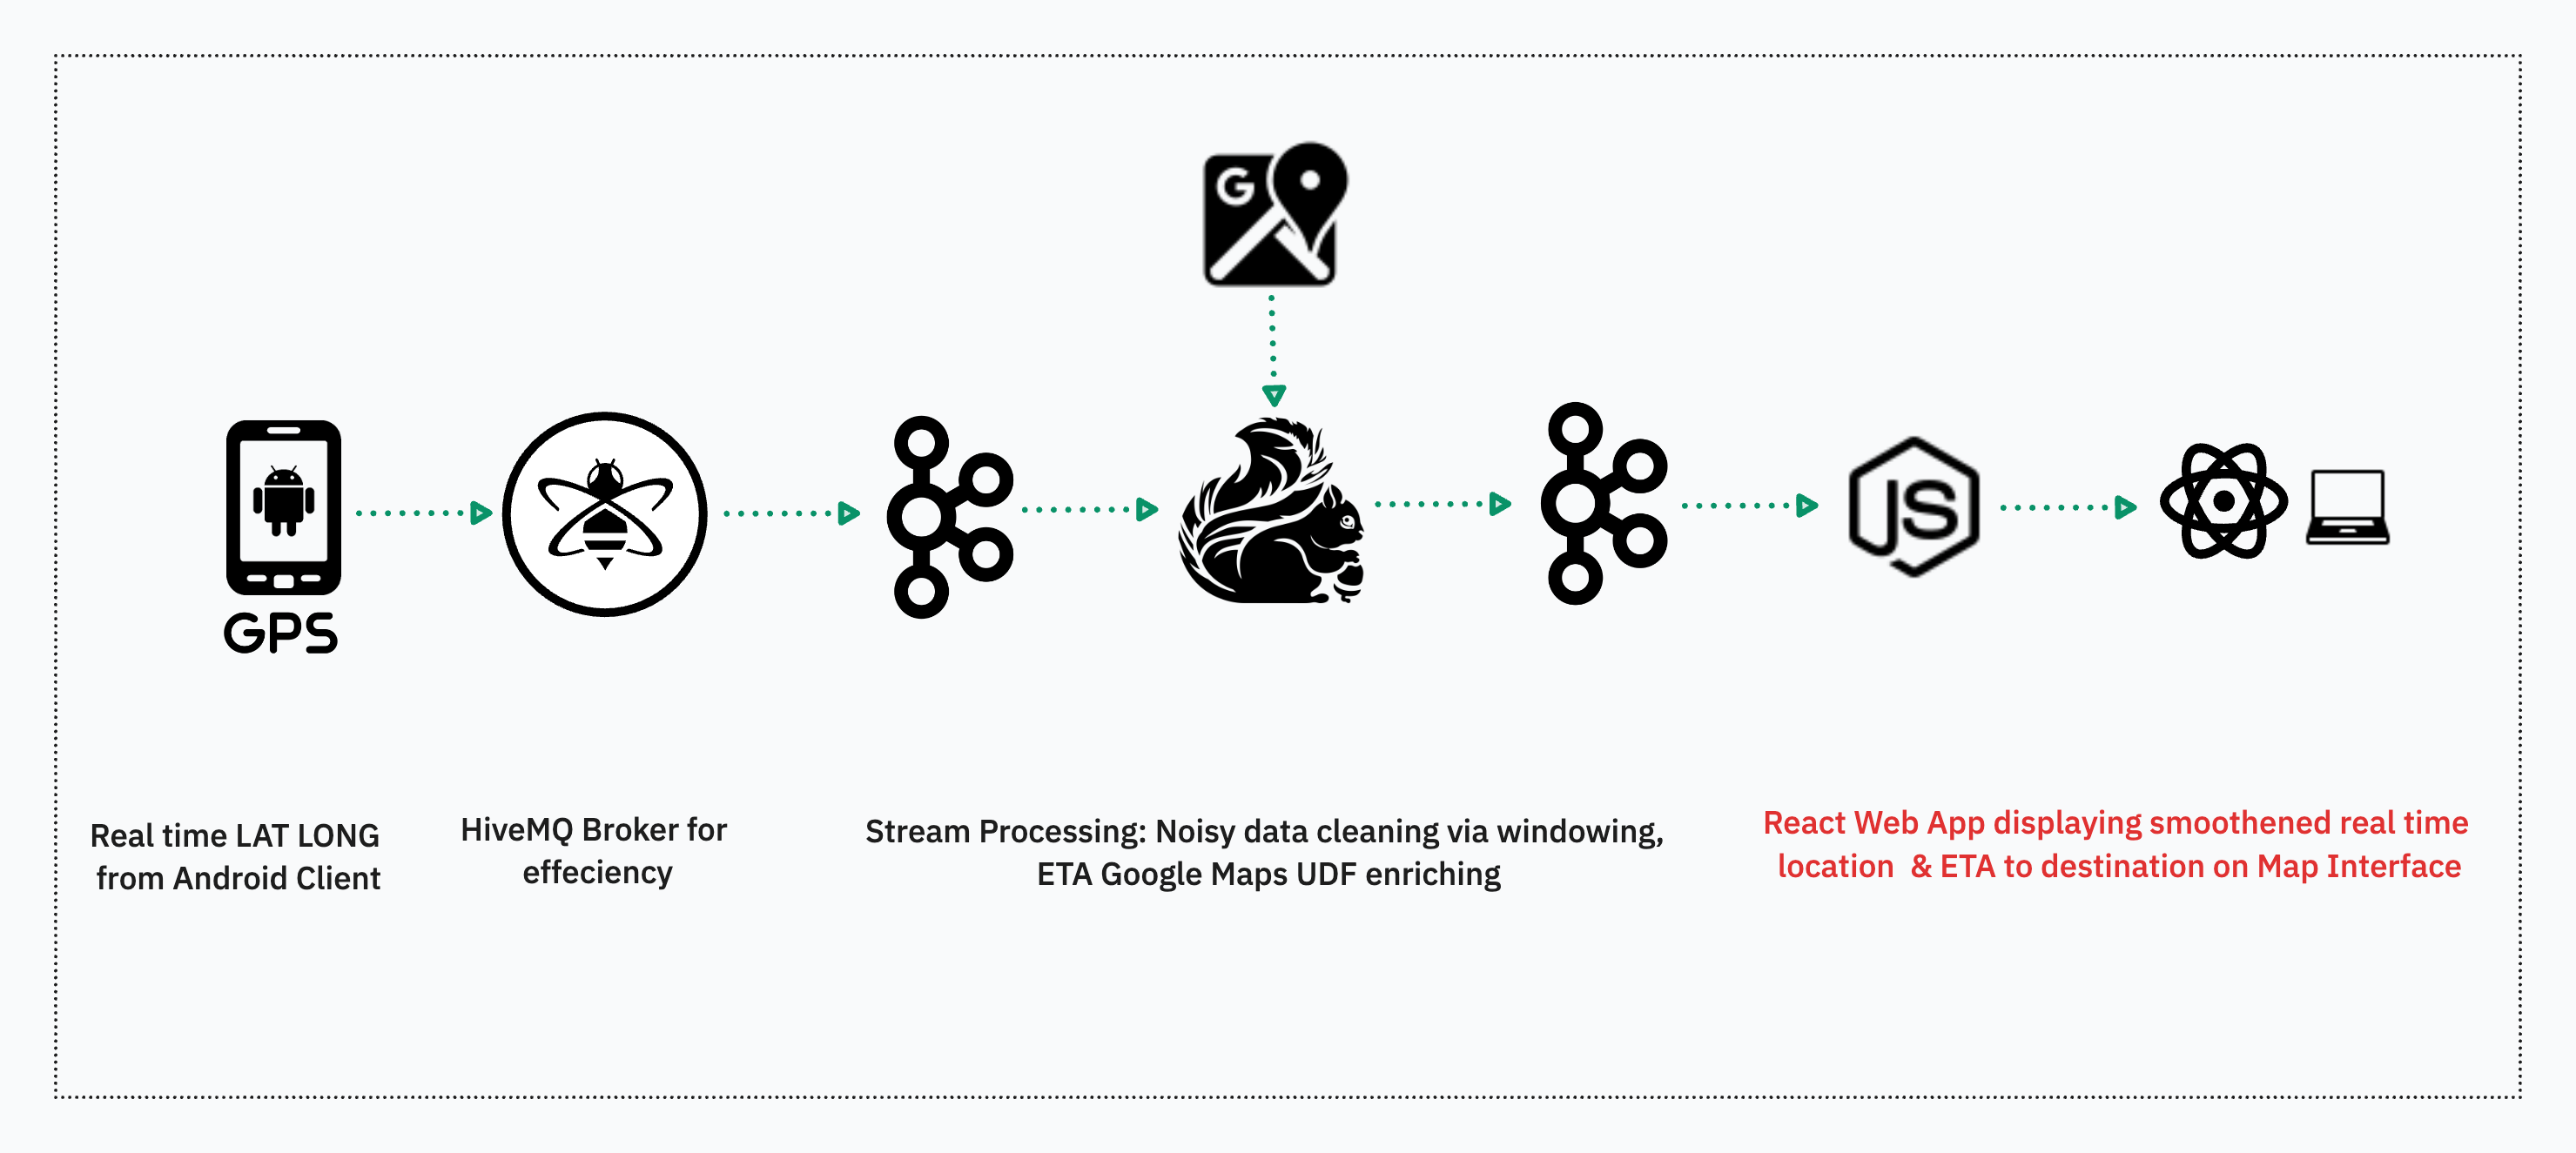 G
GPS
JS
Real time LAT LONG
from Android Client
HiveMQ Broker for
effeciency
Stream Processing: Noisy data cleaning via windowing,
ETA Google Maps UDF enriching
React Web App displaying smoothened real time
location & ETA to destination on Map Interface